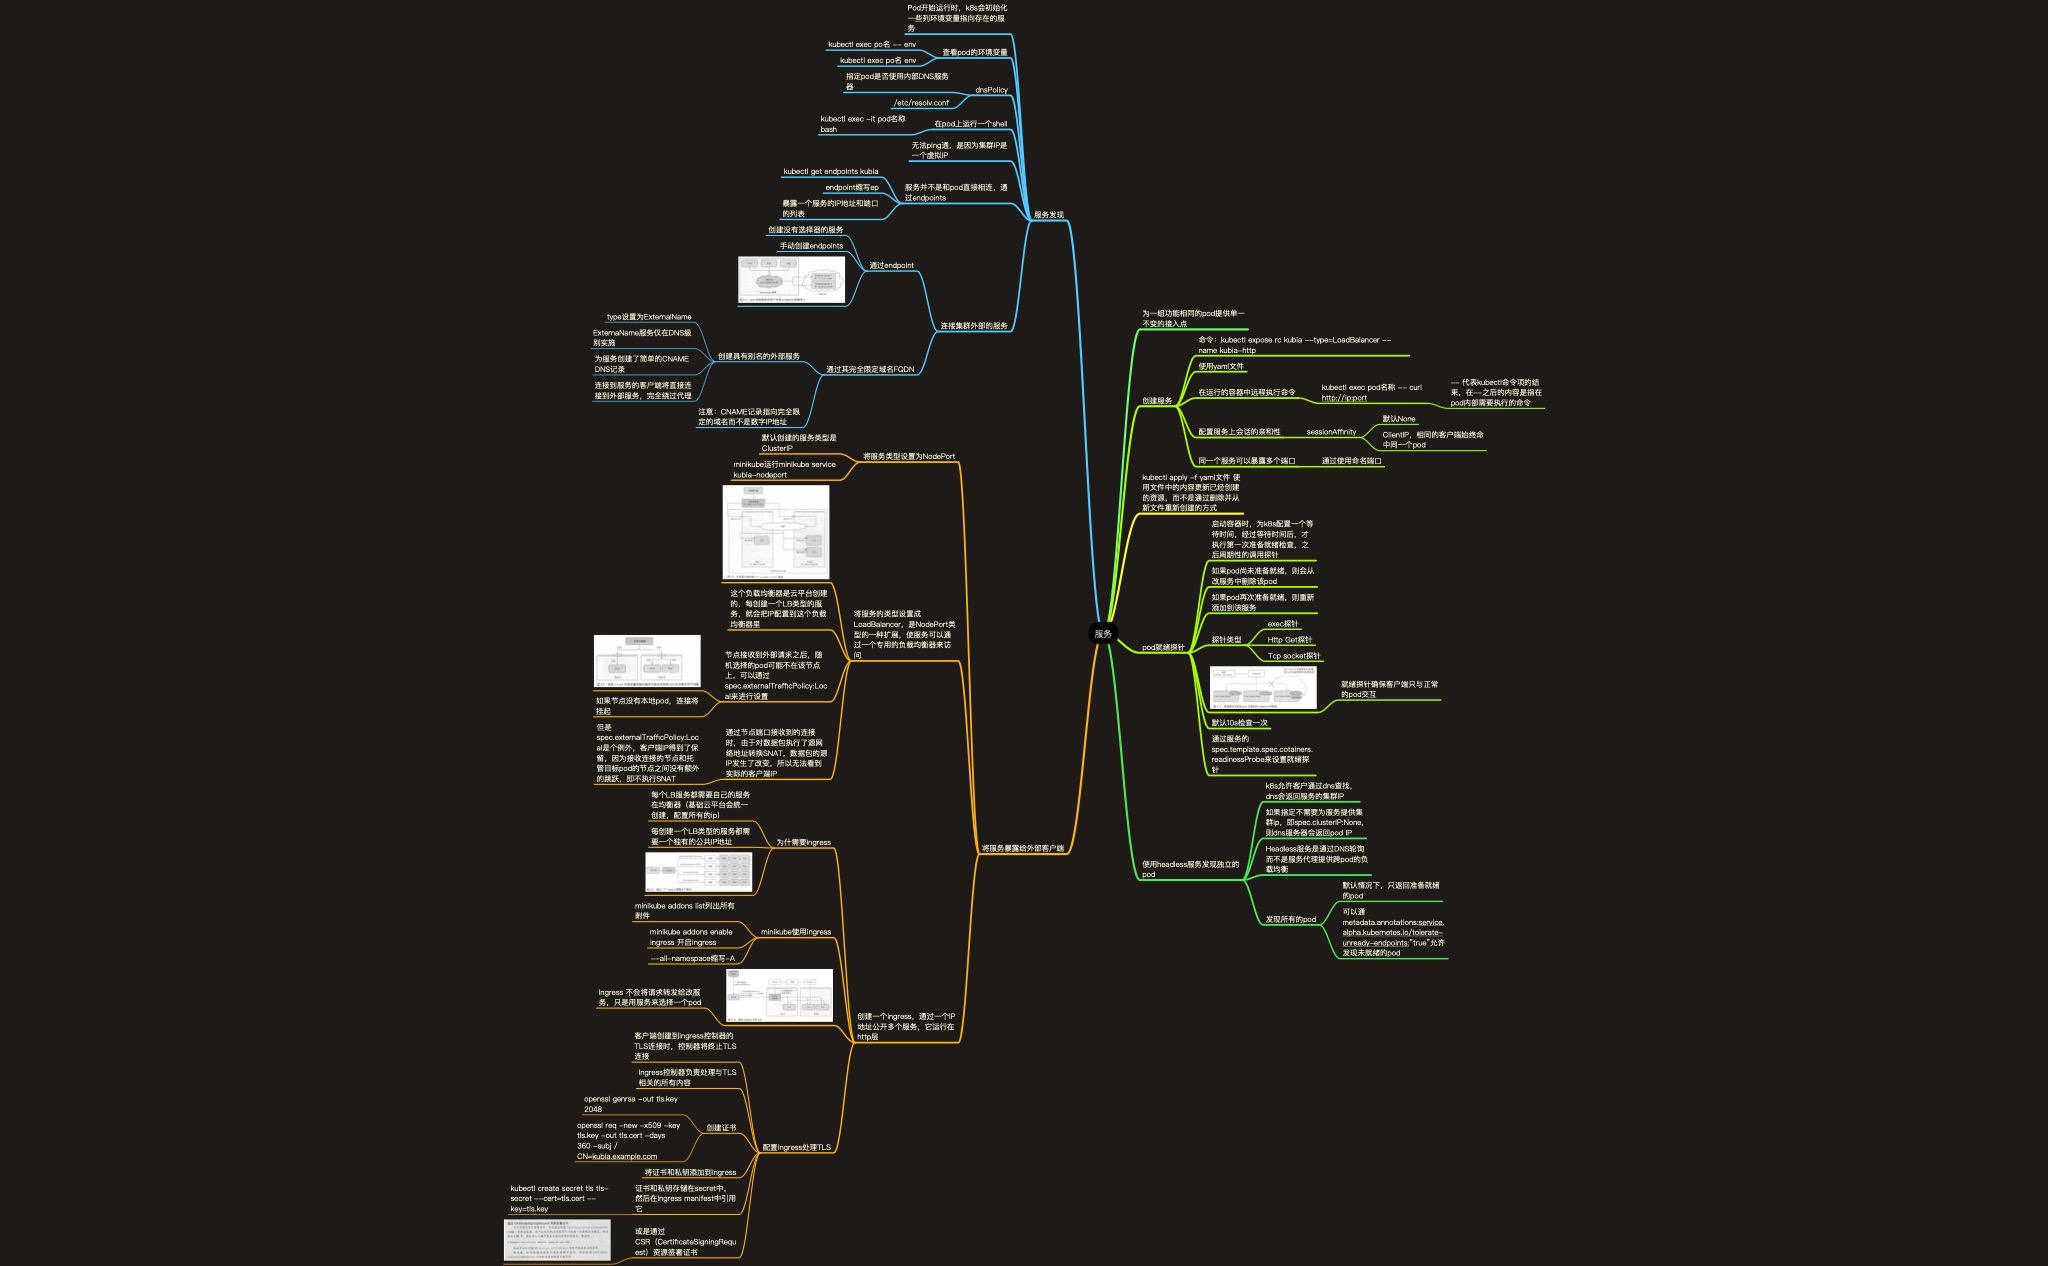 服务
服务发现
Pod开始运行时，k8s会初始化
一些列环境变量指向存在的服
务
查看pod的环境变量
kubectl exec po名 -- env
kubectl exec po名 env
dnsPolicy
指定pod是否使用内部DNS服务
器
/etc/resolv.conf
在pod上运行一个shell
kubectl exec -it pod名称
bash
无法ping通，是因为集群IP是
一个虚拟IP
服务并不是和pod直接相连，通
过endpoints
kubectl get endpoints kubia
endpoint缩写ep
暴露一个服务的IP地址和端口
的列表
连接集群外部的服务
通过endpoint
创建没有选择器的服务
手动创建endpoints
通过其完全限定域名FQDN
创建具有别名的外部服务
type设置为ExternalName
ExternaName服务仅在DNS级
别实施
为服务创建了简单的CNAME
DNS记录
连接到服务的客户端将直接连
接到外部服务，完全绕过代理
注意：CNAME记录指向完全限
定的域名而不是数字IP地址
将服务暴露给外部客户端
将服务类型设置为NodePort
默认创建的服务类型是
ClusterIP
minikube运行minikube service
kubia-nodeport
将服务的类型设置成
LoadBalancer，是NodePort类
型的一种扩展，使服务可以通
过一个专用的负载均衡器来访
问
这个负载均衡器是云平台创建
的，每创建一个LB类型的服
务，就会把IP配置到这个负载
均衡器里
节点接收到外部请求之后，随
机选择的pod可能不在该节点
上，可以通过
spec.externalTrafficPolicy:Loc
al来进行设置
如果节点没有本地pod，连接将
挂起
通过节点端口接收到的连接
时，由于对数据包执行了源网
络地址转换SNAT，数据包的源
IP发生了改变，所以无法看到
实际的客户端IP
但是
spec.externalTrafficPolicy:Loc
al是个例外，客户端IP得到了保
留，因为接收连接的节点和托
管目标pod的节点之间没有额外
的跳跃，即不执行SNAT
创建一个Ingress，通过一个IP
地址公开多个服务，它运行在
http层
为什需要Ingress
每个LB服务都需要自己的服务
在均衡器（基础云平台会统一
创建，配置所有的ip）
每创建一个LB类型的服务都需
要一个独有的公共IP地址
minikube使用Ingress
minikube addons list列出所有
附件
minikube addons enable
ingress 开启ingress
--all-namespace缩写-A
Ingress 不会将请求转发给改服
务，只是用服务来选择一个pod
配置Ingress处理TLS
客户端创建到Ingress控制器的
TLS连接时，控制器将终止TLS
连接
Ingress控制器负责处理与TLS
相关的所有内容
创建证书
openssl genrsa -out tls.key
2048
openssl req -new -x509 -key
tls.key -out tls.cert -days
360 -subj /
CN=kubia.example.com
将证书和私钥添加到Ingress
证书和私钥存储在secret中，
然后在Ingress manifest中引用
它
kubectl create secret tls tls-
secret --cert=tls.cert --
key=tls.key
或是通过
CSR（CertificateSigningRequ
est）资源签署证书
为一组功能相同的pod提供单一
不变的接入点
创建服务
命令：kubectl expose rc kubia --type=LoadBalancer --
name kubia-http
使用yaml文件
在运行的容器中远程执行命令
kubectl exec pod名称 -- curl
http://ip:port
-- 代表kubectl命令项的结
束，在--之后的内容是指在
pod内部需要执行的命令
配置服务上会话的亲和性
sessionAffinity
默认None
ClientIP，相同的客户端始终命
中同一个pod
同一个服务可以暴露多个端口
通过使用命名端口
kubectl apply -f yaml文件 使
用文件中的内容更新已经创建
的资源，而不是通过删除并从
新文件重新创建的方式
pod就绪探针
启动容器时，为k8s配置一个等
待时间，经过等待时间后，才
执行第一次准备就绪检查，之
后周期性的调用探针
如果pod尚未准备就绪，则会从
改服务中删除该pod
如果pod再次准备就绪，则重新
添加到该服务
探针类型
exec探针
Http Get探针
Tcp socket探针
就绪探针确保客户端只与正常
的pod交互
默认10s检查一次
通过服务的
spec.template.spec.cotainers.
readinessProbe来设置就绪探
针
使用headless服务发现独立的
pod
k8s允许客户通过dns查找，
dns会返回服务的集群IP
如果指定不需要为服务提供集
群ip，即spec.clusterIP:None，
则dns服务器会返回pod IP
Headless服务是通过DNS轮询
而不是服务代理提供跨pod的负
载均衡
发现所有的pod
默认情况下，只返回准备就绪
的pod
可以通
metadata.annotations:service.
alpha.kubernetes.io/tolerate-
unready-endpoints:"true"允许
发现未就绪的pod